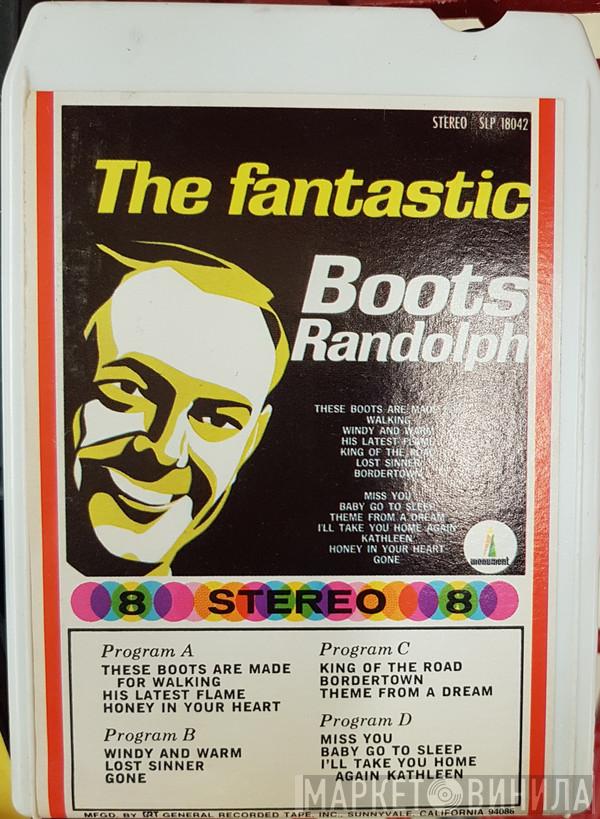 STEREO SLP 18042
The fantastic
Boots
Randolph
THESE BOOTS ARE MADE
WALKING
WINDY AND WARM
HIS LATEST FLAME
KING OF THE ROAD
LOST SINNER
BORDERTOWN
MISS YOU
BABY GO TO SLEEP
THEME FROM A DREAM
I'LL TAKE YOU HOME AGAIN
KATHLEEN
HONEY IN YOUR HEART
GONE
monument
8 STEREO 8
Program A
THESE BOOTS ARE MADE
FOR WALKING
HIS LATEST FLAME
HONEY IN YOUR HEART
Program B
WINDY AND WARM
LOST SINNER
GONE
Program C
KING OF THE ROAD
BORDERTOWN
THEME FROM A DREAM
Program D
MISS YOU
BABY GO TO SLEEP
I'LL TAKE YOU HOME
AGAIN KATHLEEN
МАРКЕТ ВИНИЛА
MFGD. BY GRT GENERAL RECORDED TAPE, INC., SUNNYVALE, CALIFORNIA 94086